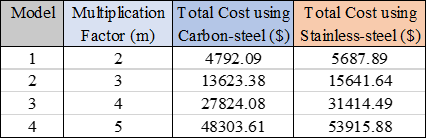 Model Multiplication Factor (m) Total Cost using Carbon-steel ($) Total Cost using Stainless-steel ($)
1 2 4792.09 5687.89
2 3 13623.38 15641.64
3 4 27824.08 31414.49
4 5 48303.61 53915.88